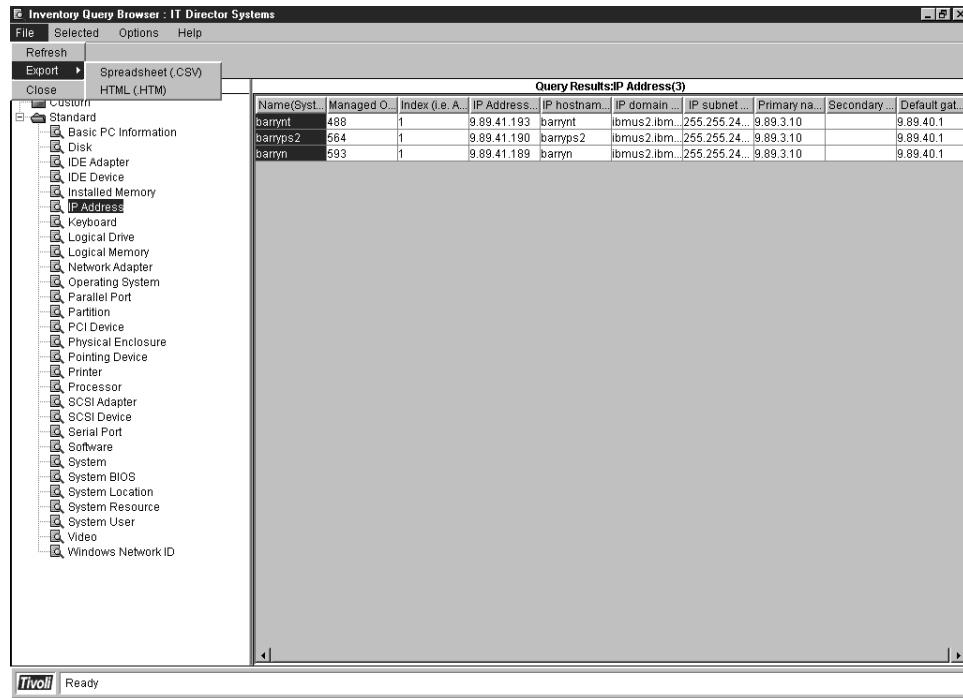 Inventory Query Browser : IT Director Systems
File Selected Options Help
Refresh
Export Spreadsheet (.CSV)
Close HTML (.HTM)
Query Results:IP Address(3)
Custom
Standard
Basic PC Information
Disk
IDE Adapter
IDE Device
Installed Memory
IP Address
Keyboard
Logical Drive
Logical Memory
Network Adapter
Operating System
Parallel Port
Partition
PCI Device
Physical Enclosure
Pointing Device
Printer
Processor
SCSI Adapter
SCSI Device
Serial Port
Software
System
System BIOS
System Location
System Resource
System User
Video
Windows Network ID
Name(Syst... Managed O... Index (i.e. A... IP Address... IP hostnam... IP domain ... IP subnet ... Primary na... Secondary ... Default gat...
barrynt 488 1 9.89.41.193 barrynt ibmus2.ibm... 255.255.24... 9.89.3.10 9.89.40.1
barryps2 564 1 9.89.41.190 barryps2 ibmus2.ibm... 255.255.24... 9.89.3.10 9.89.40.1
barryn 593 1 9.89.41.189 barryn ibmus2.ibm... 255.255.24... 9.89.3.10 9.89.40.1
Tivoli Ready